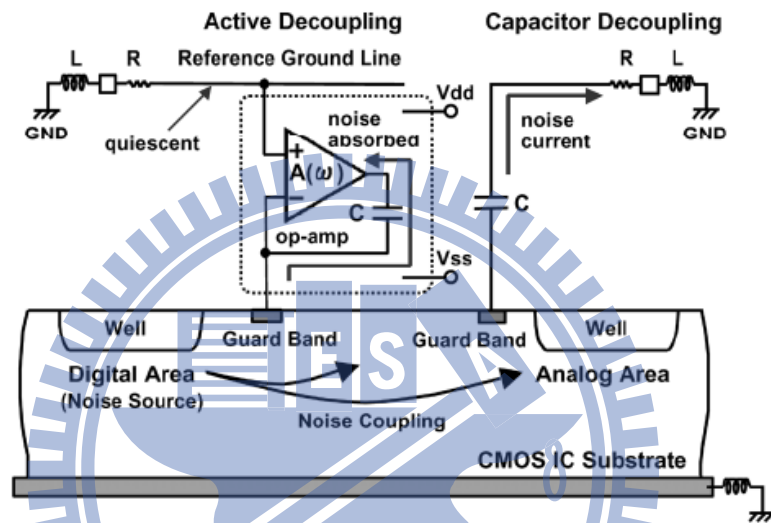 Active Decoupling
Capacitor Decoupling
L
R
Reference Ground Line
R
L
GND
quiescent
noise
absorbed
Vdd
noise
current
GND
+
A(ω)
−
C
C
op-amp
Vss
Well
Guard Band
Guard Band
Well
Digital Area
(Noise Source)
Analog Area
Noise Coupling
CMOS IC Substrate
ESA